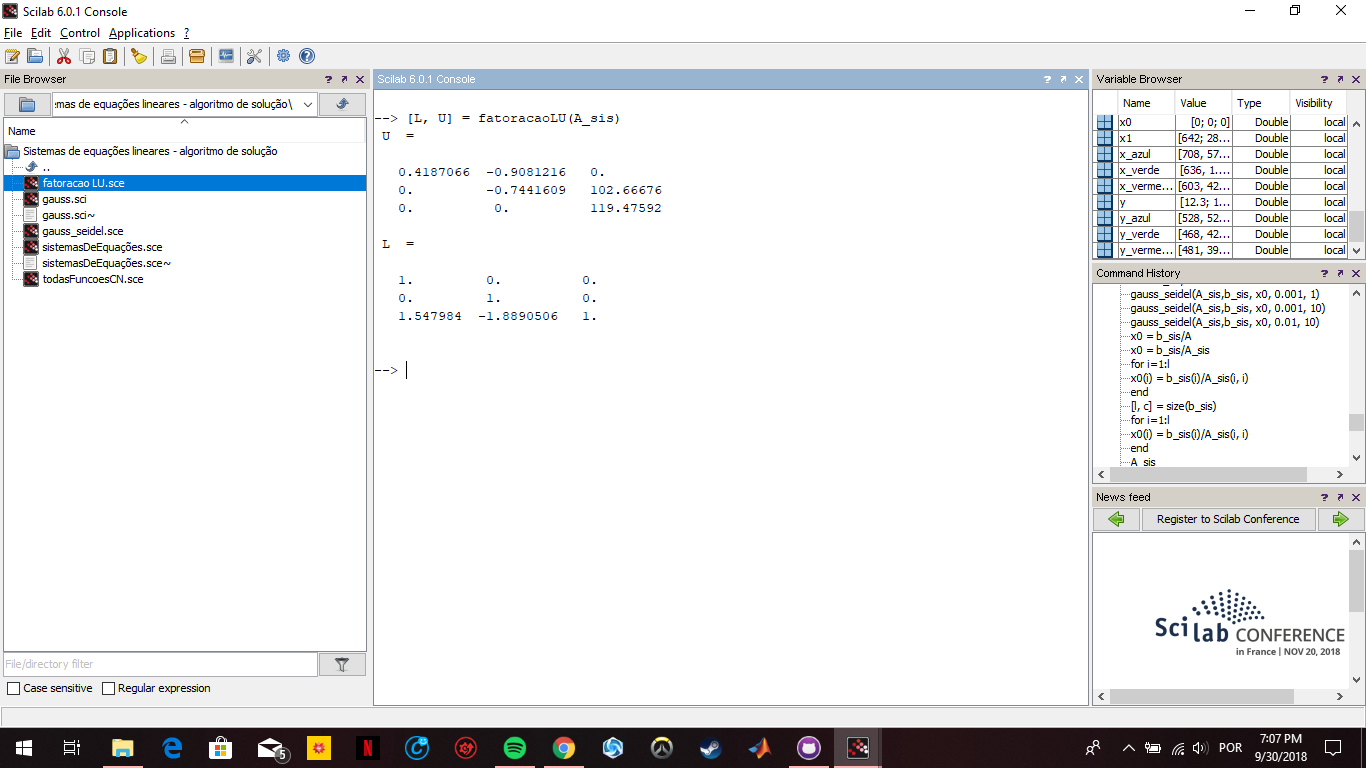 Scilab 6.0.1 Console
File Edit Control Applications ?
File Browser
:mas de equações lineares - algoritmo de solução\
Name
Sistemas de equações lineares - algoritmo de solução
..
fatoracao LU.sce
gauss.sci
gauss.sci~
gauss_seidel.sce
sistemasDeEquações.sce
sistemasDeEquações.sce~
todasFuncoesCN.sce
File/directory filter
Case sensitive Regular expression
Scilab 6.0.1 Console
--> [L, U] = fatoracaoLU(A_sis)
U =
0.4187066 -0.9081216 0.
0. -0.7441609 102.66676
0. 0. 119.47592
L =
1. 0. 0.
0. 1. 0.
1.547984 -1.8890506 1.
-->
Variable Browser
Name Value Type Visibility
x0 [0; 0; 0] Double local
x1 [642; 28... Double local
x_azul [708, 57... Double local
x_verde [636, 1.... Double local
x_verme... [603, 42... Double local
y [12.3; 1... Double local
y_azul [528, 52... Double local
y_verde [468, 42... Double local
y_verme... [481, 39... Double local
Command History
gauss_seidel(A_sis,b_sis, x0, 0.001, 1)
gauss_seidel(A_sis,b_sis, x0, 0.001, 10)
gauss_seidel(A_sis,b_sis, x0, 0.01, 10)
x0 = b_sis/A
x0 = b_sis/A_sis
for i=1:l
x0(i) = b_sis(i)/A_sis(i, i)
end
[l, c] = size(b_sis)
for i=1:l
x0(i) = b_sis(i)/A_sis(i, i)
end
A_sis
News feed
Register to Scilab Conference
Scilab CONFERENCE
in France | NOV 20, 2018
5
POR
7:07 PM
9/30/2018